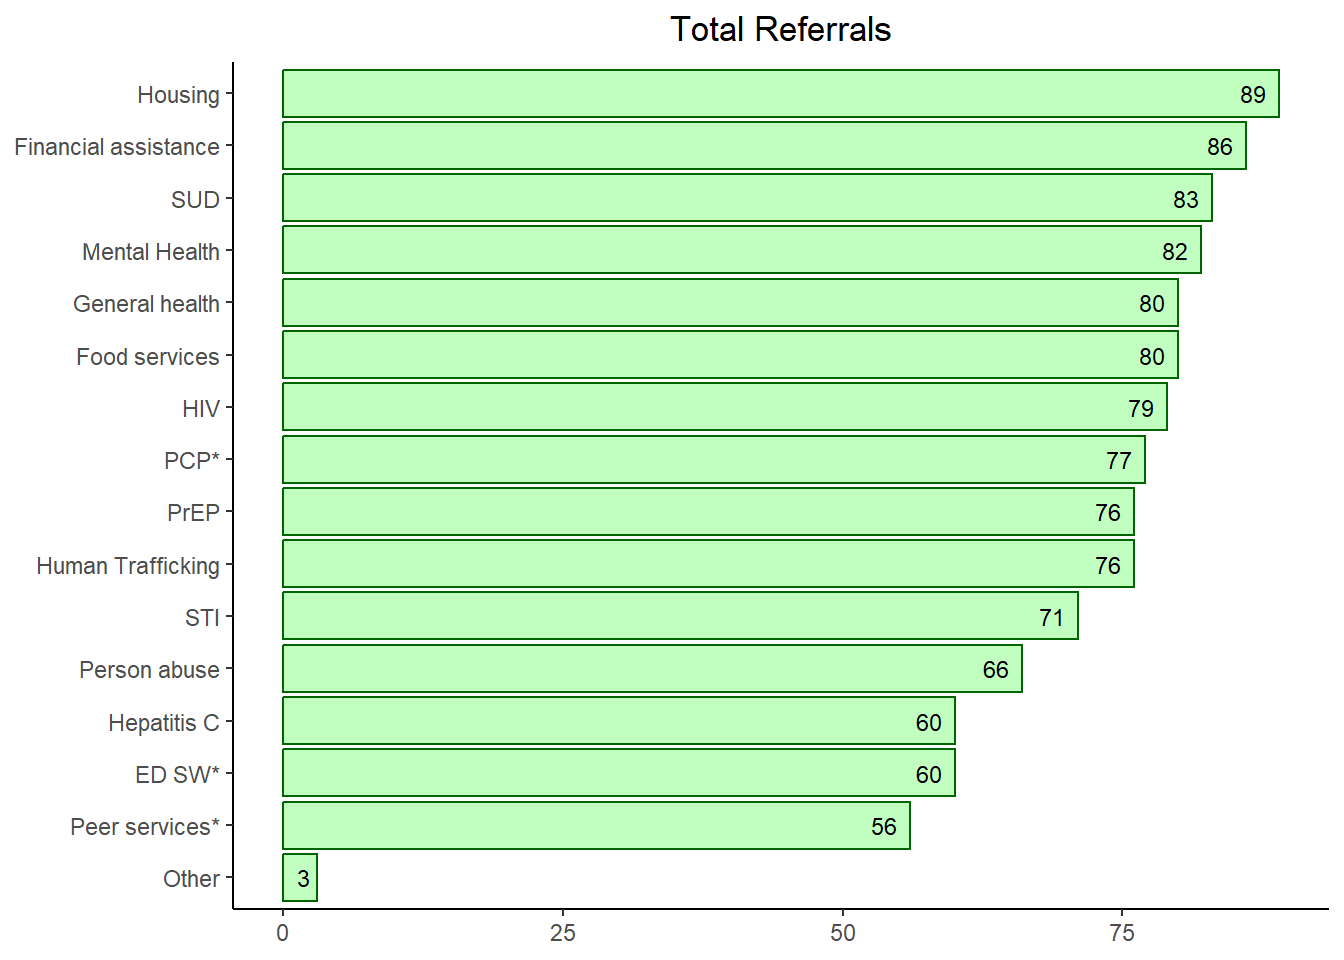 Total Referrals
Housing 89
Financial assistance 86
SUD 83
Mental Health 82
General health 80
Food services 80
HIV 79
PCP* 77
PrEP 76
Human Trafficking 76
STI 71
Person abuse 66
Hepatitis C 60
ED SW* 60
Peer services* 56
Other 3
0 25 50 75